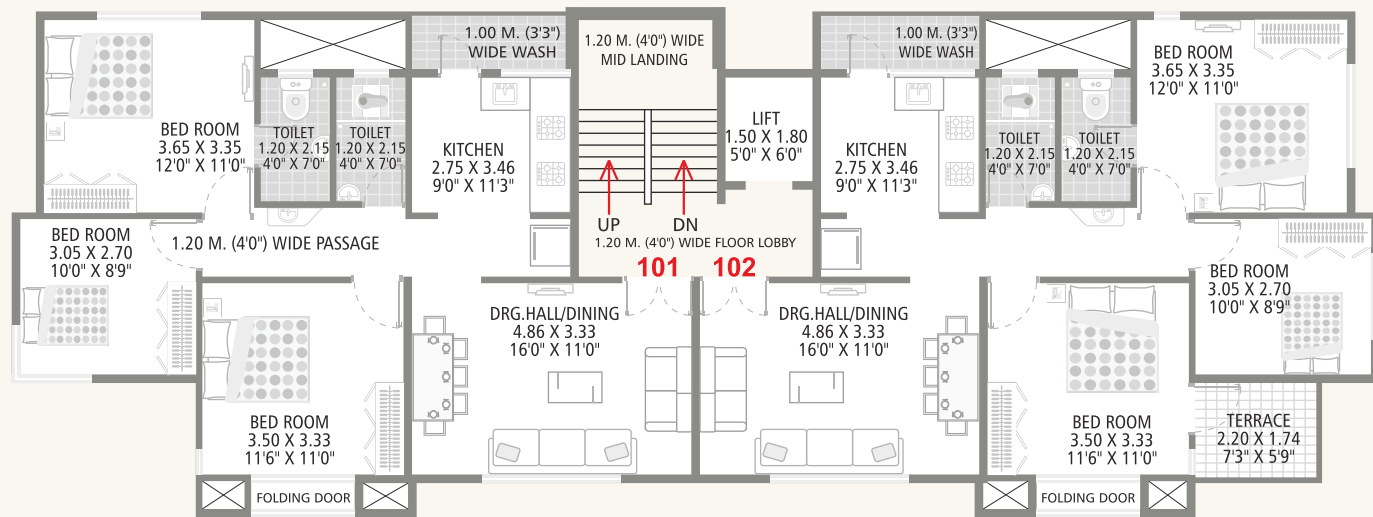 1.00 M. (3'3")
WIDE WASH
1.20 M. (4'0") WIDE
MID LANDING
1.00 M. (3'3")
WIDE WASH
BED ROOM
3.65 X 3.35
12'0" X 11'0"
BED ROOM
3.65 X 3.35
12'0" X 11'0"
TOILET
1.20 X 2.15
4'0" X 7'0"
TOILET
1.20 X 2.15
4'0" X 7'0"
KITCHEN
2.75 X 3.46
9'0" X 11'3"
LIFT
1.50 X 1.80
5'0" X 6'0"
KITCHEN
2.75 X 3.46
9'0" X 11'3"
TOILET
1.20 X 2.15
4'0" X 7'0"
TOILET
1.20 X 2.15
4'0" X 7'0"
UP
DN
BED ROOM
3.05 X 2.70
10'0" X 8'9"
1.20 M. (4'0") WIDE PASSAGE
1.20 M. (4'0") WIDE FLOOR LOBBY
101
102
BED ROOM
3.05 X 2.70
10'0" X 8'9"
DRG.HALL/DINING
4.86 X 3.33
16'0" X 11'0"
DRG.HALL/DINING
4.86 X 3.33
16'0" X 11'0"
BED ROOM
3.50 X 3.33
11'6" X 11'0"
BED ROOM
3.50 X 3.33
11'6" X 11'0"
TERRACE
2.20 X 1.74
7'3" X 5'9"
FOLDING DOOR
FOLDING DOOR